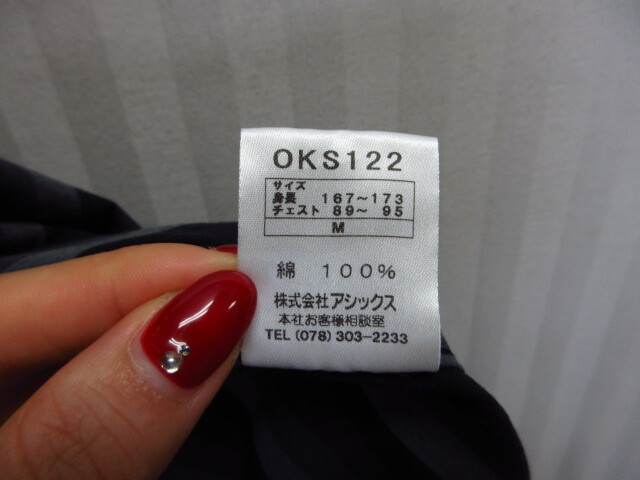 OKS122
サイズ
身長 167～173
チェスト 89～ 95
M
綿 100%
株式会社アシックス
本社お客様相談室
TEL (078) 303-2233